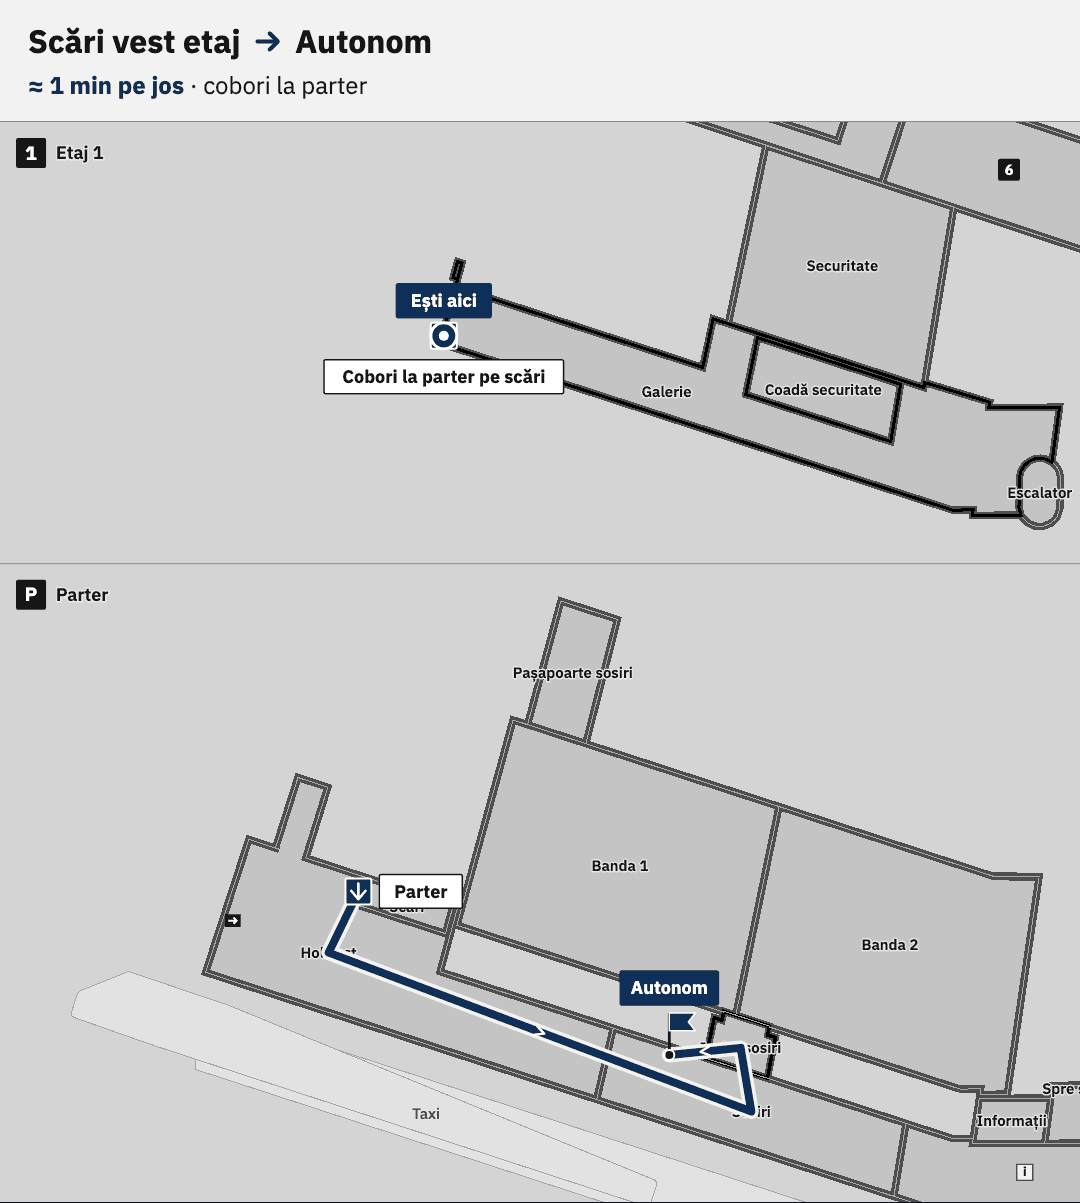 Scări vest etaj → Autonom
≈ 1 min pe jos · cobori la parter
1 Etaj 1
6
Securitate
Ești aici
Cobori la parter pe scări
Galerie
Coadă securitate
Escalator
P Parter
Pașapoarte sosiri
Banda 1
Parter
Banda 2
Autonom
sosiri
Spre
Informații
Taxi
i